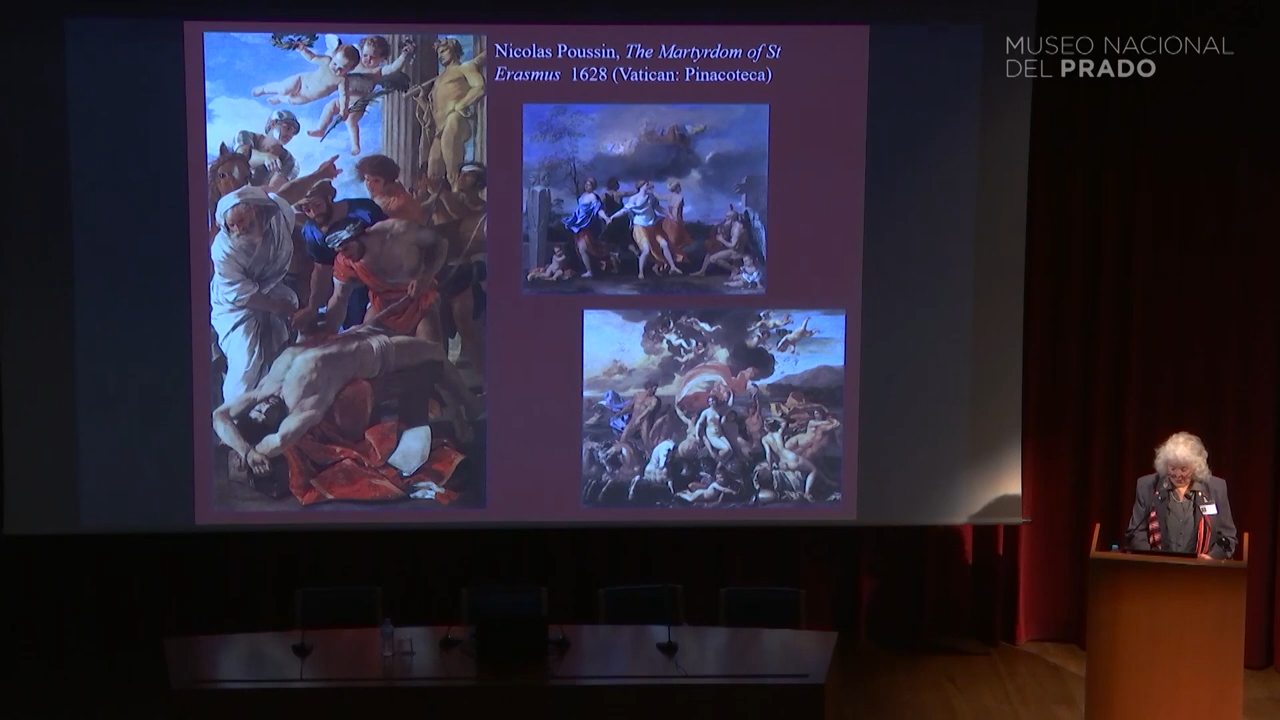 Nicolas Poussin, The Martyrdom of St
Erasmus 1628 (Vatican: Pinacoteca)
MUSEO NACIONAL
DEL PRADO